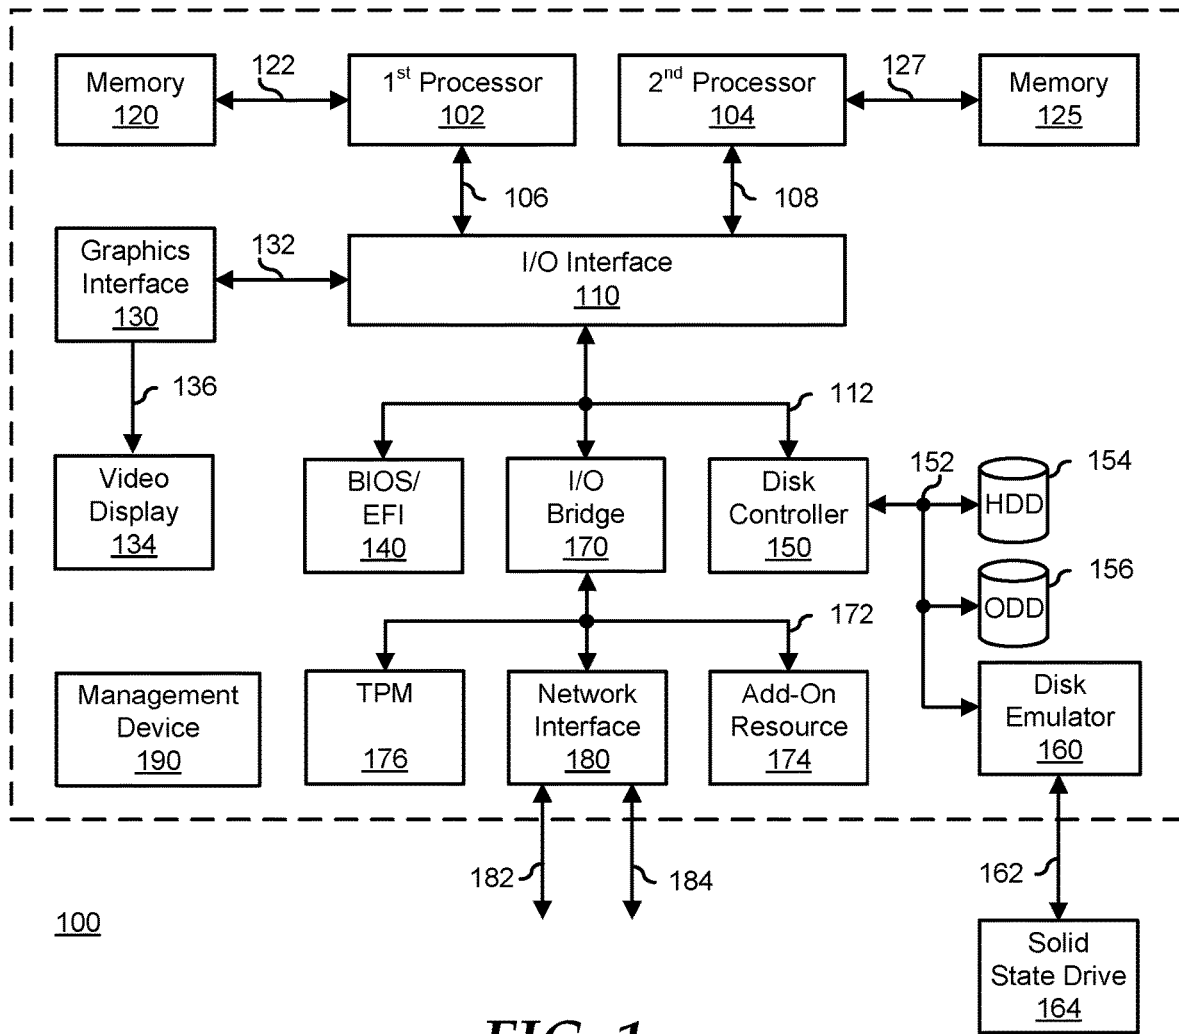 122
127
Memory
120
1st Processor
102
2nd Processor
104
Memory
125
106
108
Graphics
Interface
130
132
I/O Interface
110
136
112
Video
Display
134
BIOS/
EFI
140
I/O
Bridge
170
Disk
Controller
150
152
HDD
154
ODD
156
172
Management
Device
190
TPM
176
Network
Interface
180
Add-On
Resource
174
Disk
Emulator
160
182
184
162
100
Solid
State Drive
164
FIG. 1